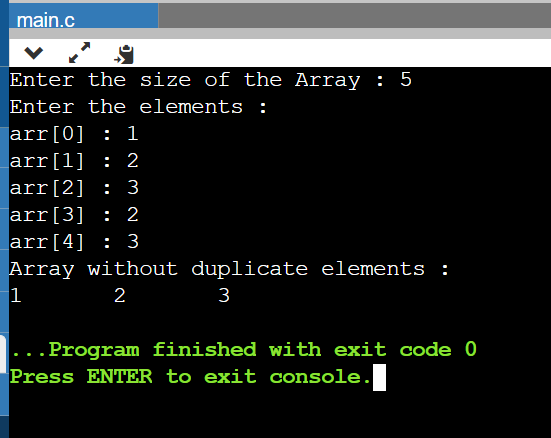 main.c
Enter the size of the Array : 5
Enter the elements :
arr[0] : 1
arr[1] : 2
arr[2] : 3
arr[3] : 2
arr[4] : 3
Array without duplicate elements :
1 2 3
...Program finished with exit code 0
Press ENTER to exit console.